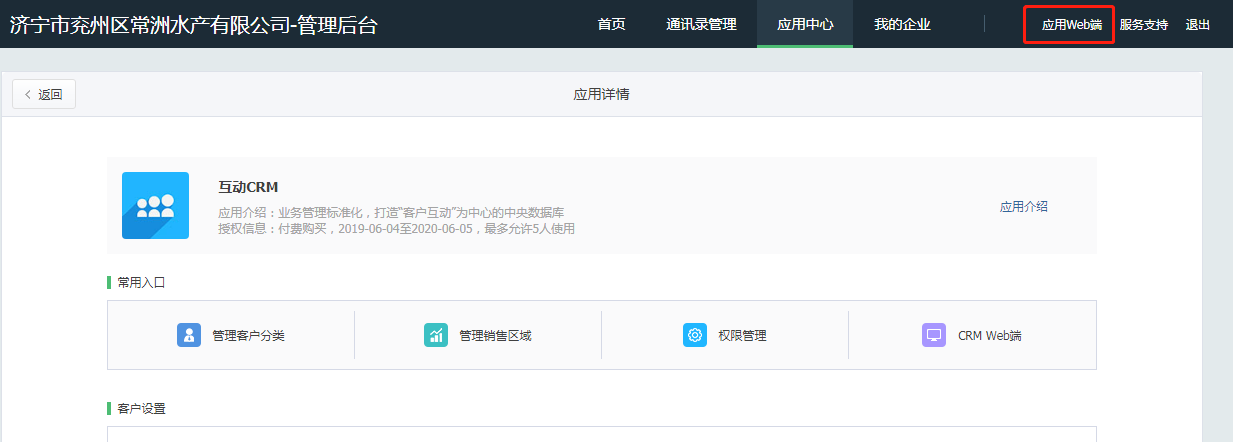 济宁市兖州区常洲水产有限公司-管理后台
首页 通讯录管理 应用中心 我的企业 应用Web端 服务支持 退出
返回 应用详情
互动CRM
应用介绍：业务管理标准化，打造“客户互动”为中心的中央数据库
应用介绍
授权信息：付费购买，2019-06-04至2020-06-05，最多允许5人使用
常用入口
管理客户分类 管理销售区域 权限管理 CRM Web端
客户设置